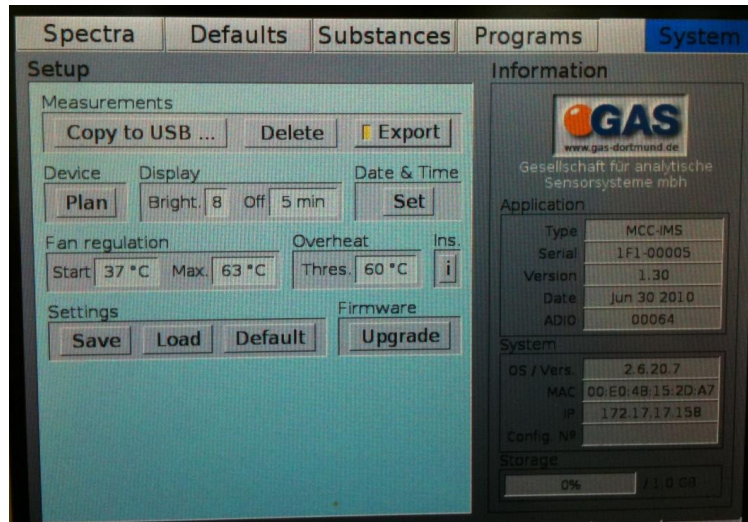 Spectra Defaults Substances Programs System
Setup
Measurements
Copy to USB ... Delete Export
Device Display Date & Time
Plan Bright. 8 Off 5 min Set
Fan regulation Overheat Ins.
Start 37 °C Max. 63 °C Thres. 60 °C i
Settings Firmware
Save Load Default Upgrade
Information
GAS
www.gas-dortmund.de
Gesellschaft für analytische
Sensorsysteme mbh
Application
Type MCC-IMS
Serial 1F1-00005
Version 1.30
Date Jun 30 2010
ADIO 00064
System
OS / Vers. 2.6.20.7
MAC 00:E0:4B:15:2D:A7
IP 172.17.17.158
Config. Nº
Storage
0% / 1.0 GB